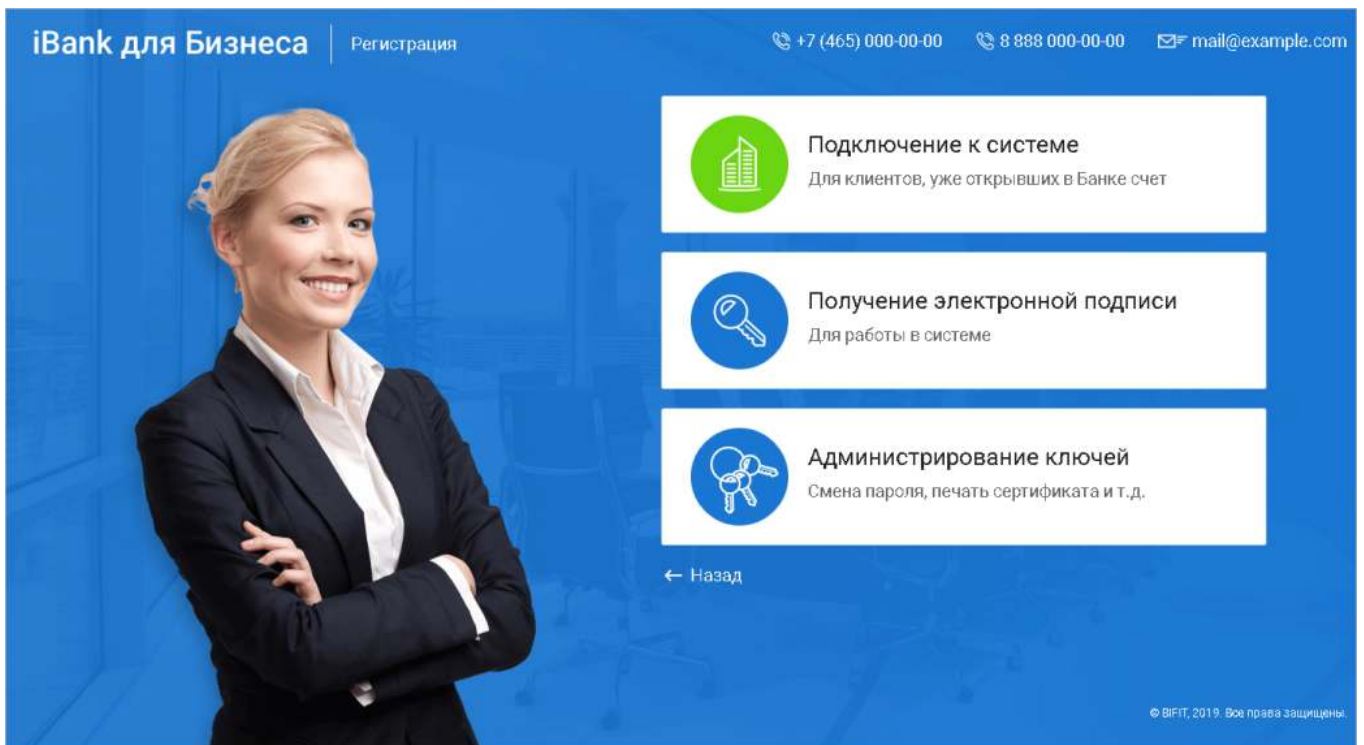 iBank для Бизнеса
Регистрация
+7 (465) 000-00-00
8 888 000-00-00
mail@example.com
Подключение к системе
Для клиентов, уже открывших в Банке счет
Получение электронной подписи
Для работы в системе
Администрирование ключей
Смена пароля, печать сертификата и т.д.
← Назад
© BIFIT, 2019. Все права защищены.